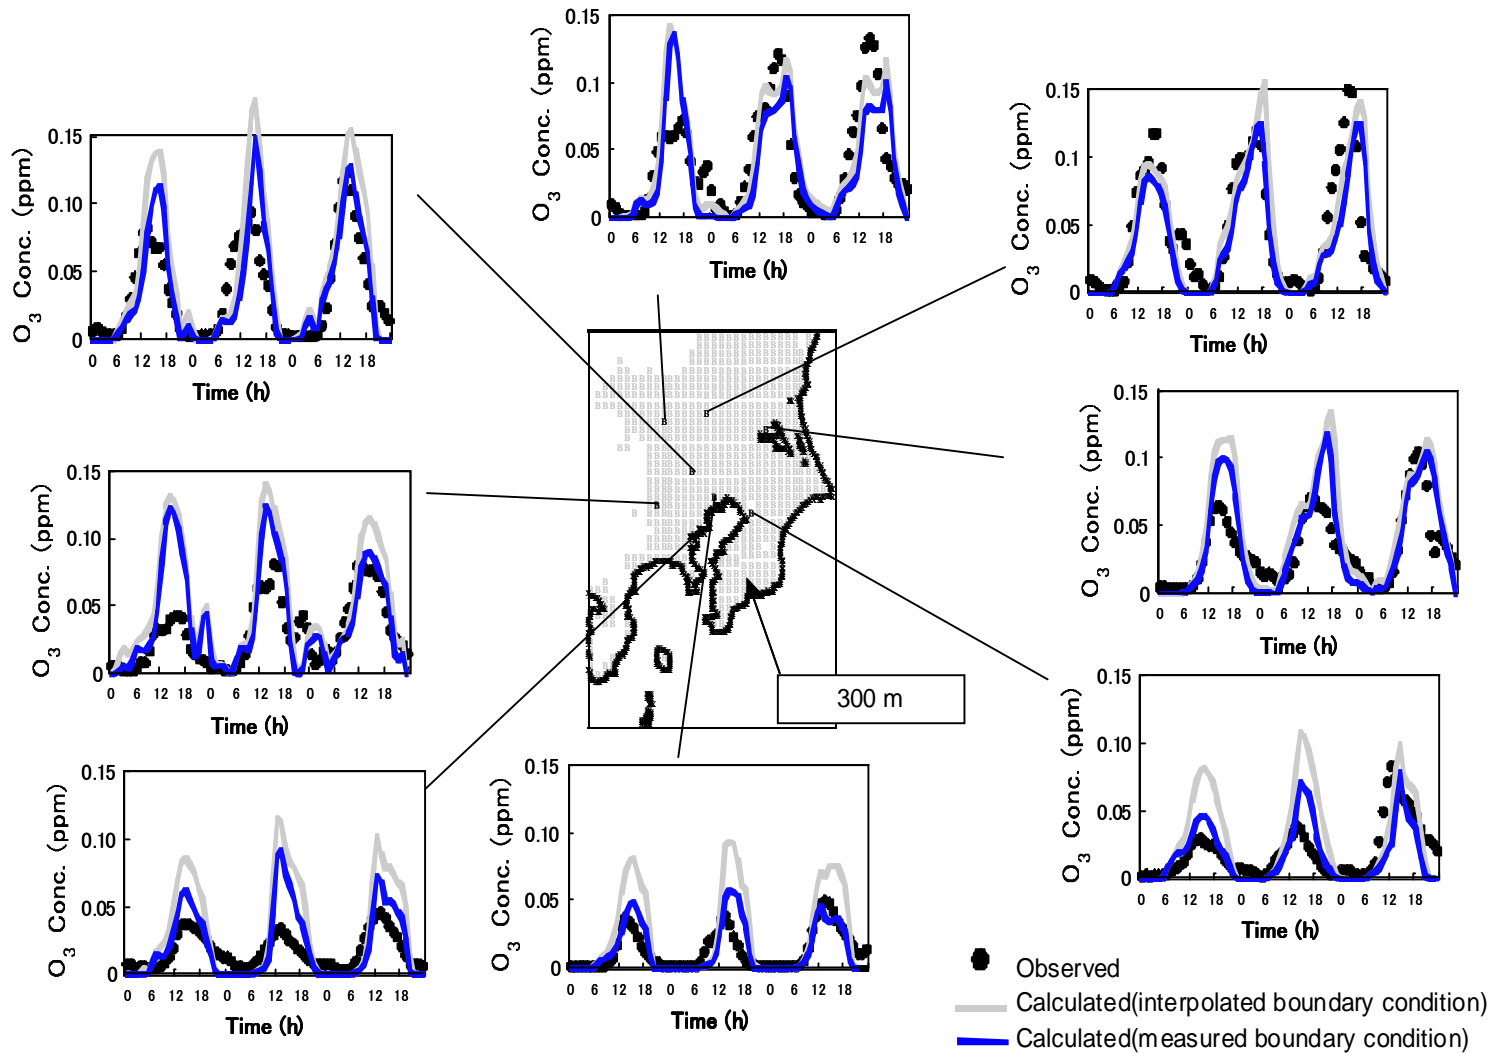 0.15
0.1
0.05
0
O3 Conc. (ppm)
0 6 12 18 0 6 12 18 0 6 12 18
Time (h)
0.15
0.10
0.05
0
O3 Conc. (ppm)
0 6 12 18 0 6 12 18 0 6 12 18
Time (h)
0.15
0.1
0.05
0
O3 Conc. (ppm)
0 6 12 18 0 6 12 18 0 6 12 18
Time (h)
0.15
0.10
0.05
0
O3 Conc. (ppm)
0 6 12 18 0 6 12 18 0 6 12 18
Time (h)
0.15
0.1
0.05
0
O3 Conc. (ppm)
0 6 12 18 0 6 12 18 0 6 12 18
Time (h)
300 m
0.15
0.10
0.05
0
O3 Conc. (ppm)
0 6 12 18 0 6 12 18 0 6 12 18
Time (h)
0.15
0.10
0.05
0
O3 Conc. (ppm)
0 6 12 18 0 6 12 18 0 6 12 18
Time (h)
0.15
0.10
0.05
0
O3 Conc. (ppm)
0 6 12 18 0 6 12 18 0 6 12 18
Time (h)
Observed
Calculated(interpolated boundary condition)
Calculated(measured boundary condition)